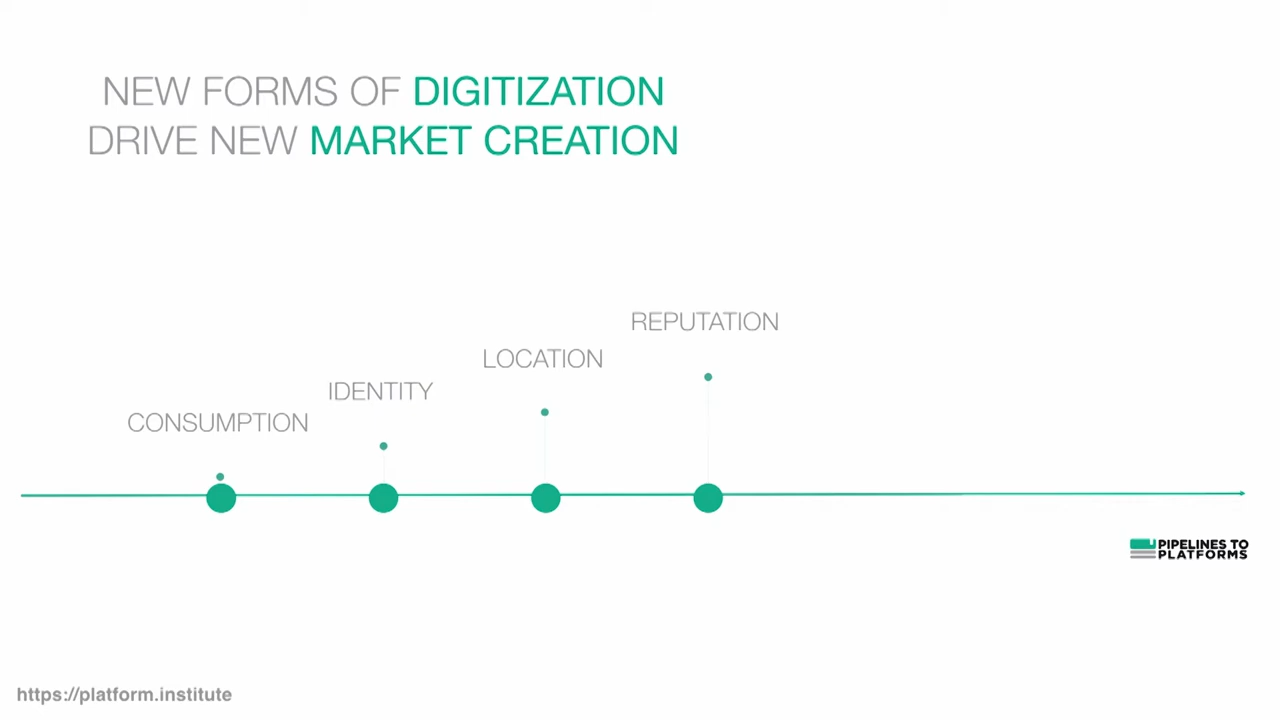 NEW FORMS OF DIGITIZATION
DRIVE NEW MARKET CREATION
REPUTATION
LOCATION
IDENTITY
CONSUMPTION
PIPELINES TO
PLATFORMS
https://platform.institute